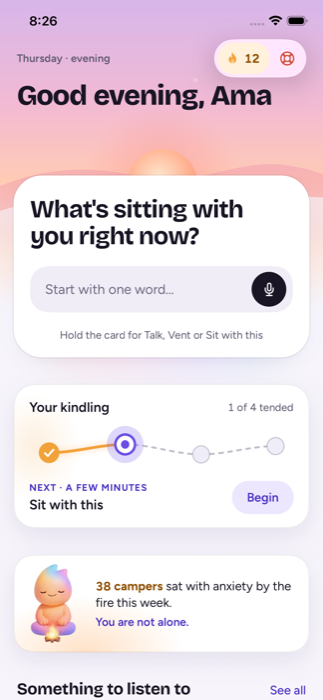 8:26
Thursday · evening
12
Good evening, Ama
What's sitting with
you right now?
Start with one word...
Hold the card for Talk, Vent or Sit with this
Your kindling
1 of 4 tended
NEXT · A FEW MINUTES
Sit with this
Begin
38 campers sat with anxiety by the
fire this week.
You are not alone.
Something to listen to
See all